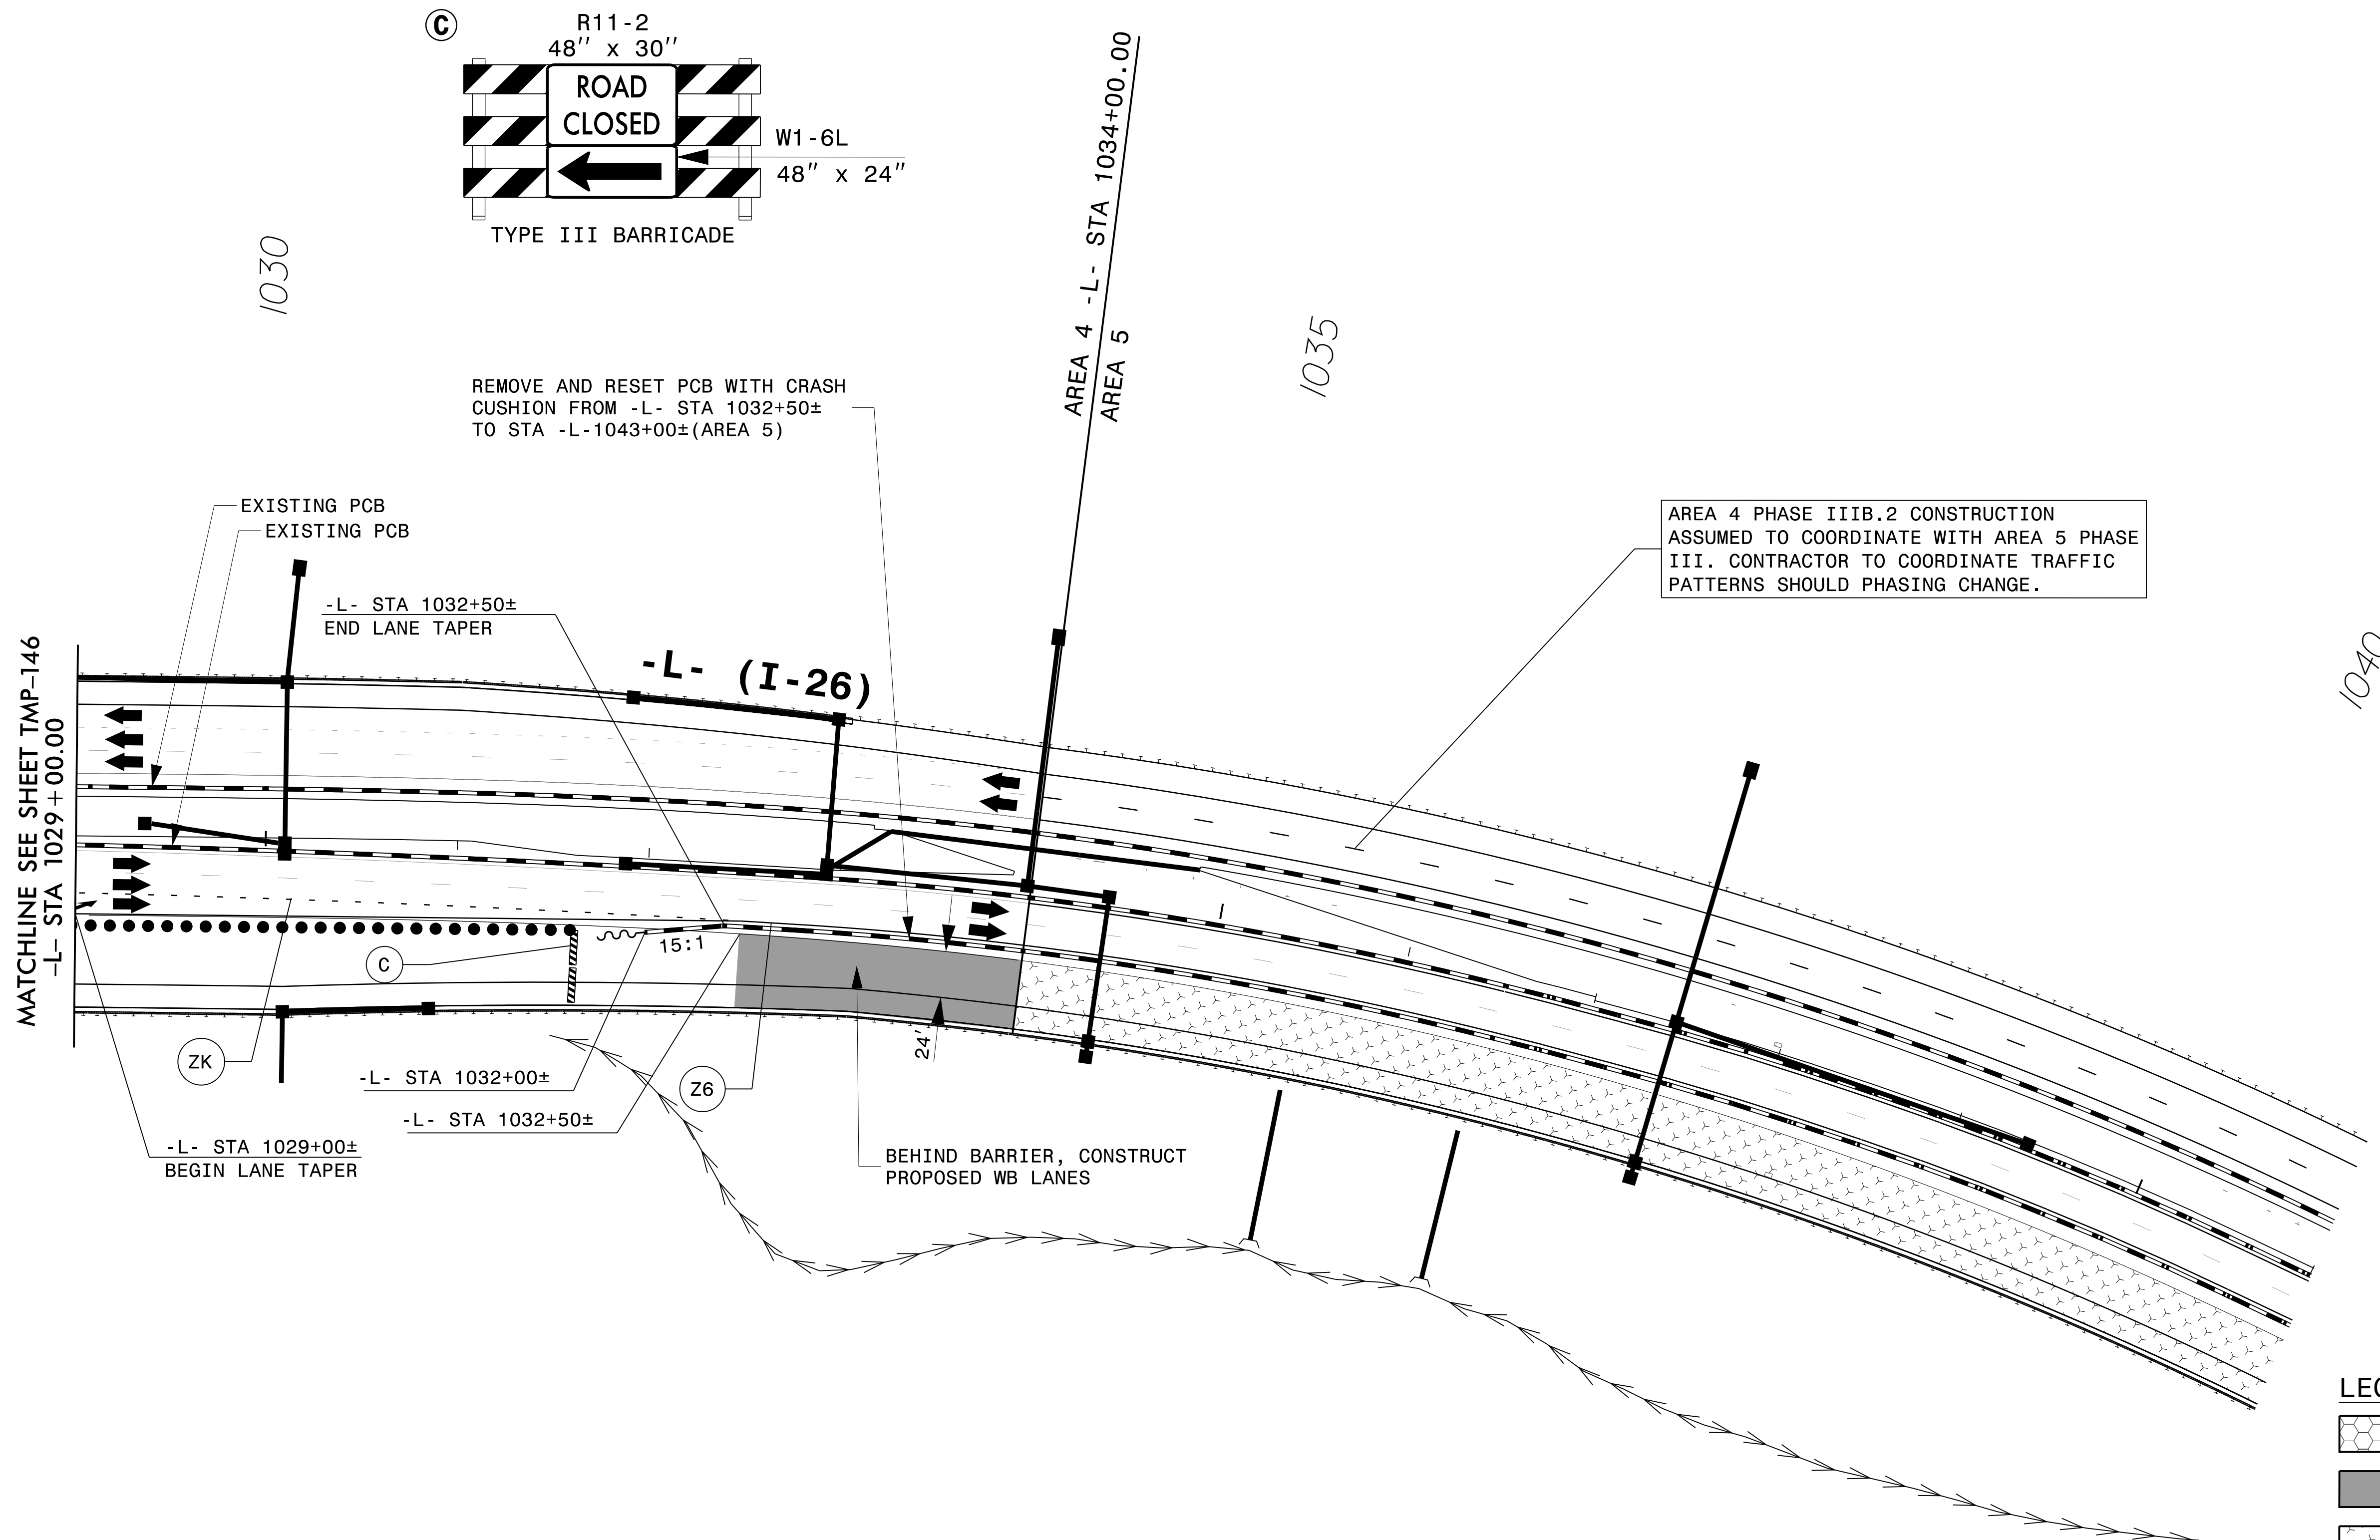 C
R11-2
48″ x 30″
ROAD
CLOSED
W1-6L
48″ x 24″
TYPE III BARRICADE
1030
AREA 4 -L- STA 1034+00.00
AREA 5
1035
1040
REMOVE AND RESET PCB WITH CRASH
CUSHION FROM -L- STA 1032+50±
TO STA -L-1043+00±(AREA 5)
EXISTING PCB
EXISTING PCB
AREA 4 PHASE IIIB.2 CONSTRUCTION
ASSUMED TO COORDINATE WITH AREA 5 PHASE
III. CONTRACTOR TO COORDINATE TRAFFIC
PATTERNS SHOULD PHASING CHANGE.
-L- STA 1032+50±
END LANE TAPER
-L- (I-26)
MATCHLINE SEE SHEET TMP-146
-L- STA 1029+00.00
15:1
C
ZK
24'
-L- STA 1032+00±
Z6
-L- STA 1032+50±
-L- STA 1029+00±
BEGIN LANE TAPER
BEHIND BARRIER, CONSTRUCT
PROPOSED WB LANES